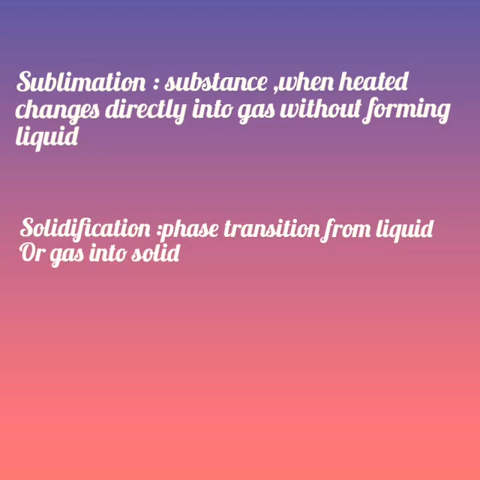 Sublimation : substance ,when heated
changes directly into gas without forming
liquid
Solidification :phase transition from liquid
Or gas into solid